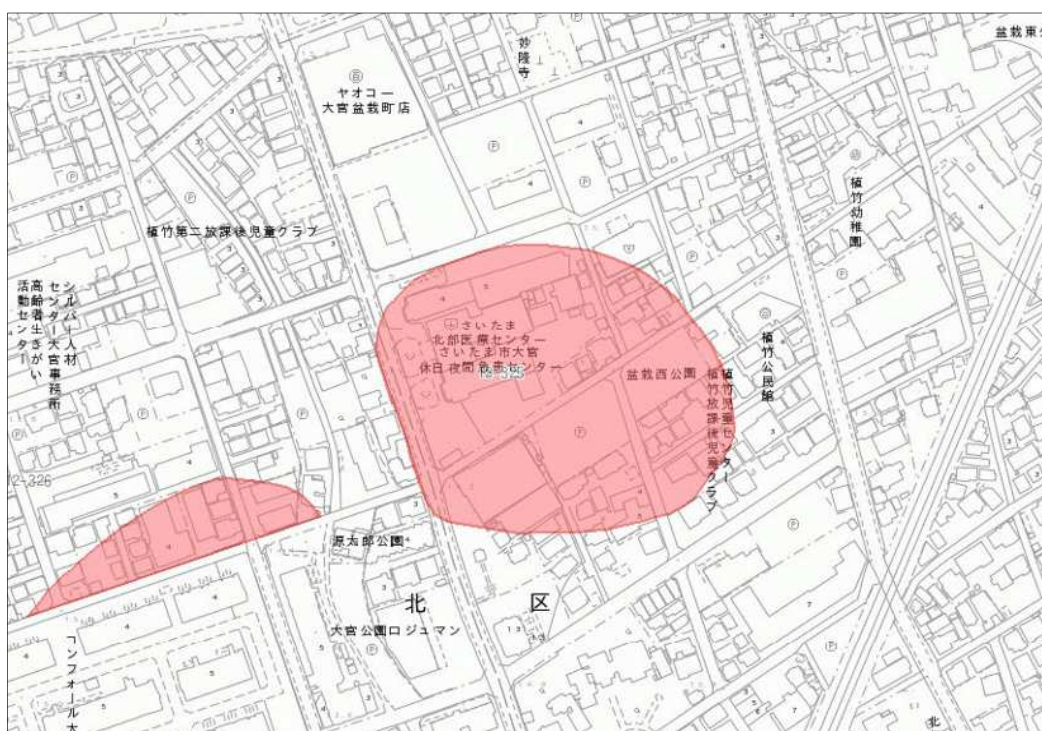 盆栽東公
妙隆寺
ヤオコー
大宮盆栽町店
植竹幼稚園
植竹第二放課後児童クラブ
シルバー人材
センター大宮事務所
高齢者生きがい
活動センター
さいたま
北部医療センター
さいたま市大宮
休日夜間急患センター
盆栽西公園
植竹児童センター
植竹放課後児童クラブ
植竹公民館
12-326
源太郎公園
北区
大宮公園ロジュマン
コンフォール大
北